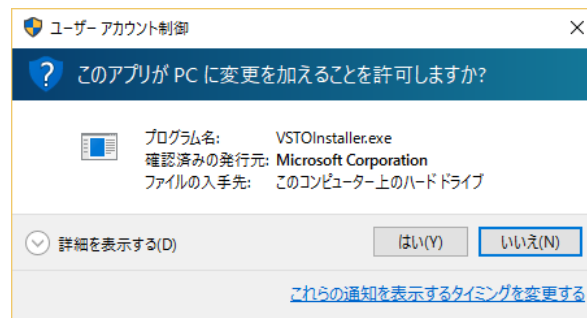 ユーザー アカウント制御
このアプリが PC に変更を加えることを許可しますか?
プログラム名: VSTOInstaller.exe
確認済みの発行元: Microsoft Corporation
ファイルの入手先: このコンピューター上のハード ドライブ
詳細を表示する(D)
はい(Y)
いいえ(N)
これらの通知を表示するタイミングを変更する